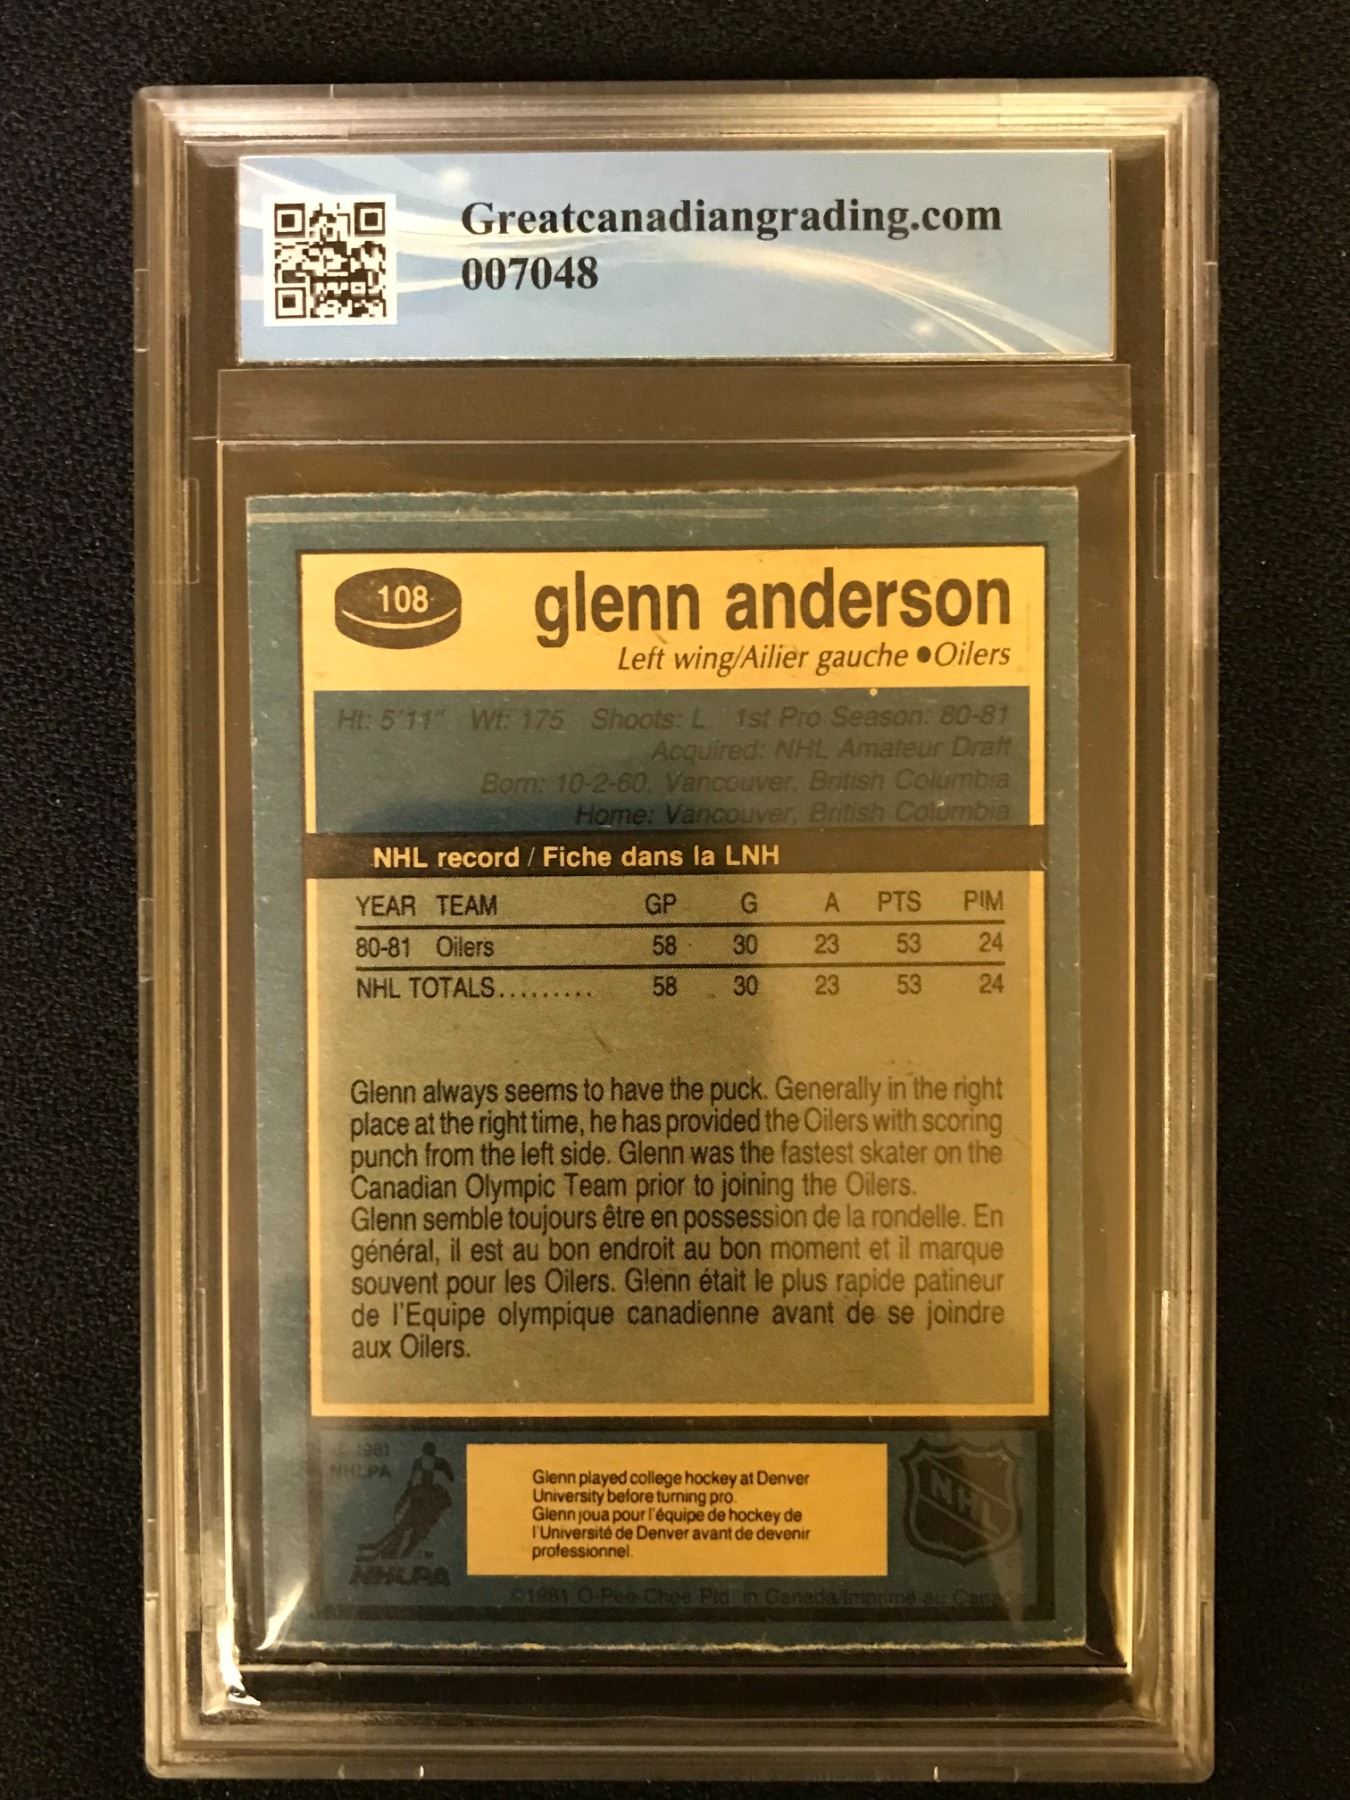 Greatcanadiangrading.com
007048
108
glenn anderson
Left wing/Ailier gauche ●Oilers
Ht: 5'11" Wt: 175 Shoots: L 1st Pro Season: 80-81
Acquired: NHL Amateur Draft
Born: 10-2-60, Vancouver, British Columbia
Home: Vancouver, British Columbia
NHL record / Fiche dans la LNH
YEAR TEAM GP G A PTS PIM
80-81 Oilers 58 30 23 53 24
NHL TOTALS......... 58 30 23 53 24
Glenn always seems to have the puck. Generally in the right
place at the right time, he has provided the Oilers with scoring
punch from the left side. Glenn was the fastest skater on the
Canadian Olympic Team prior to joining the Oilers.
Glenn semble toujours être en possession de la rondelle. En
général, il est au bon endroit au bon moment et il marque
souvent pour les Oilers. Glenn était le plus rapide patineur
de l'Equipe olympique canadienne avant de se joindre
aux Oilers.
© 1981
NHLPA
NHLPA
Glenn played college hockey at Denver
University before turning pro.
Glenn joua pour l'équipe de hockey de
l'Université de Denver avant de devenir
professionnel.
NHL
©1981 O-Pee-Chee Ptd. in Canada/Imprimé au Canada